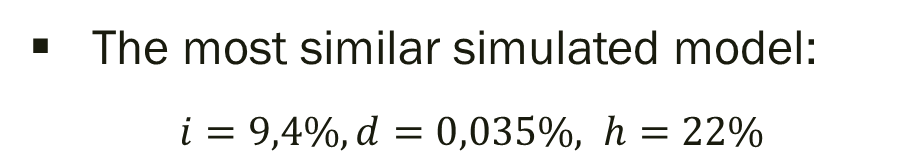 ▪ The most similar simulated model:
i = 9,4%, d = 0,035%, h = 22%